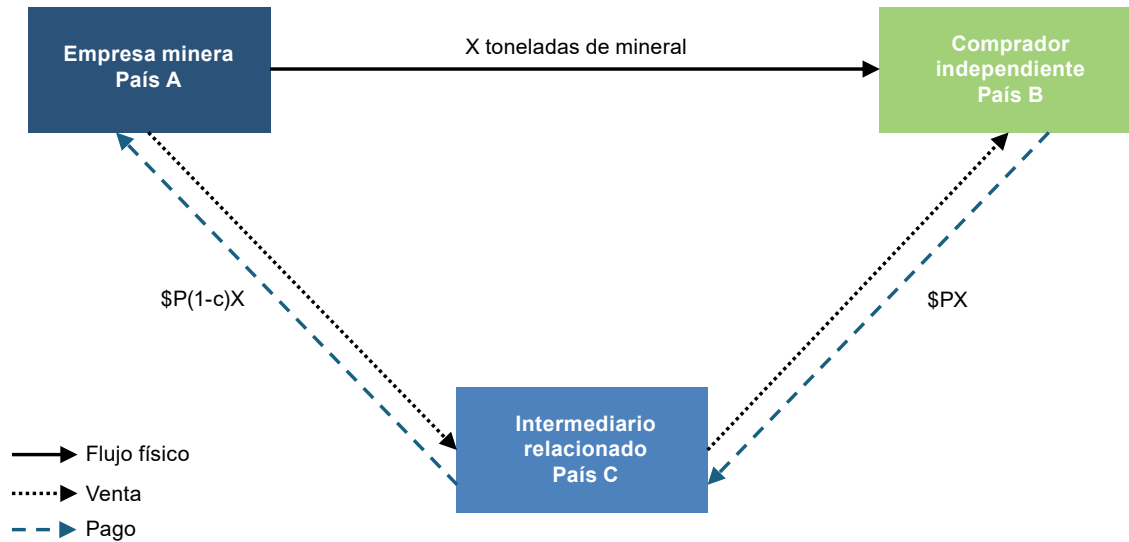 Empresa minera
País A
X toneladas de mineral
Comprador
independiente
País B
$P(1-c)X
$PX
Intermediario
relacionado
País C
Flujo físico
Venta
Pago